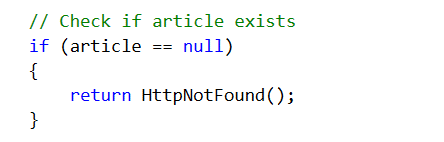 // Check if article exists
if (article == null)
{
    return HttpNotFound();
}